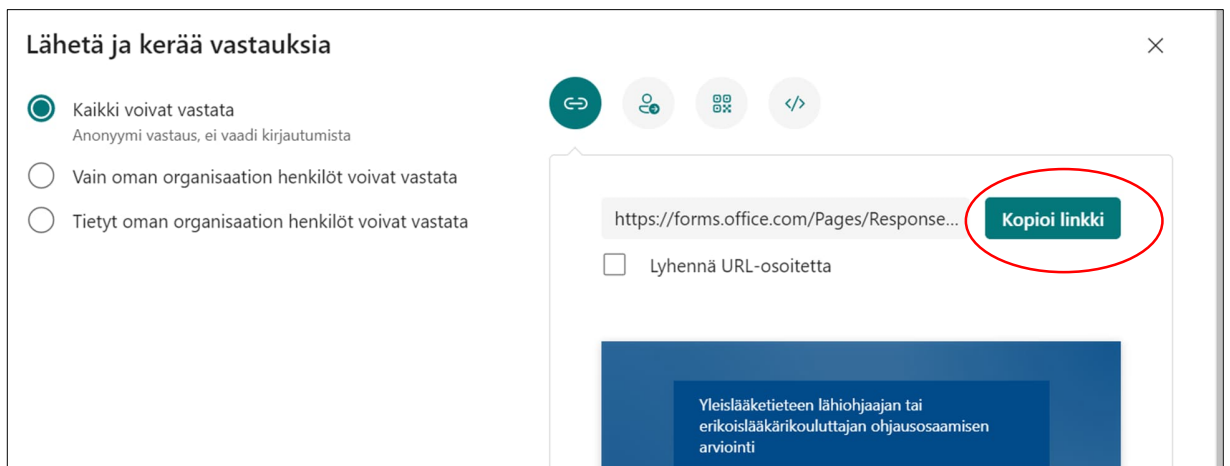 Lähetä ja kerää vastauksia
Kaikki voivat vastata
Anonyymi vastaus, ei vaadi kirjautumista
Vain oman organisaation henkilöt voivat vastata
Tietyt oman organisaation henkilöt voivat vastata
https://forms.office.com/Pages/Response...
Kopioi linkki
Lyhennä URL-osoitetta
Yleislääketieteen lähiohjaajan tai
erikoislääkärikouluttajan ohjausosaamisen
arviointi